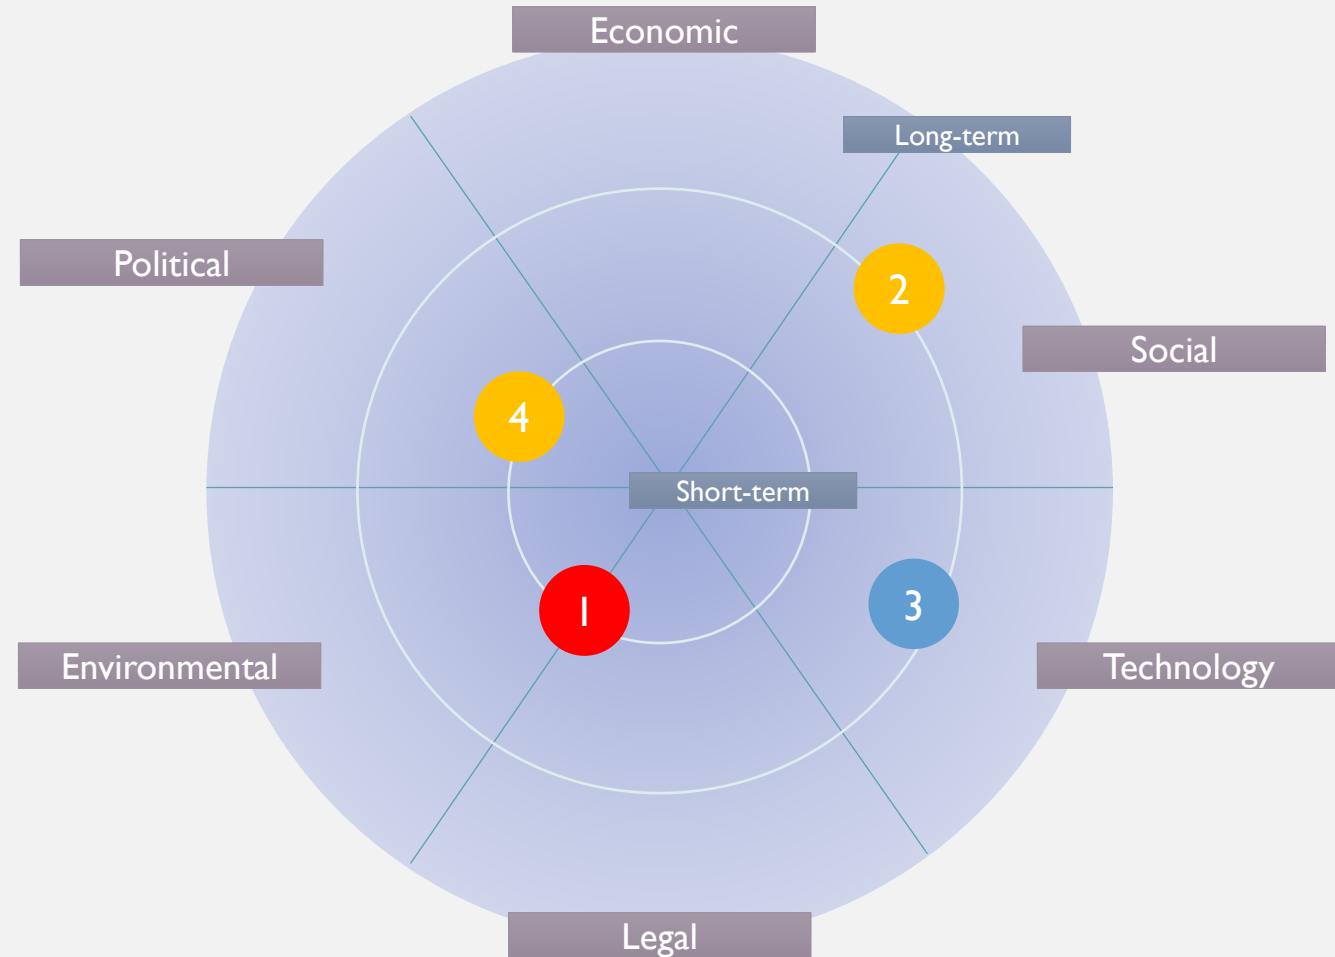 Economic
Long-term
Political
2
Social
4
Short-term
1
3
Environmental
Technology
Legal